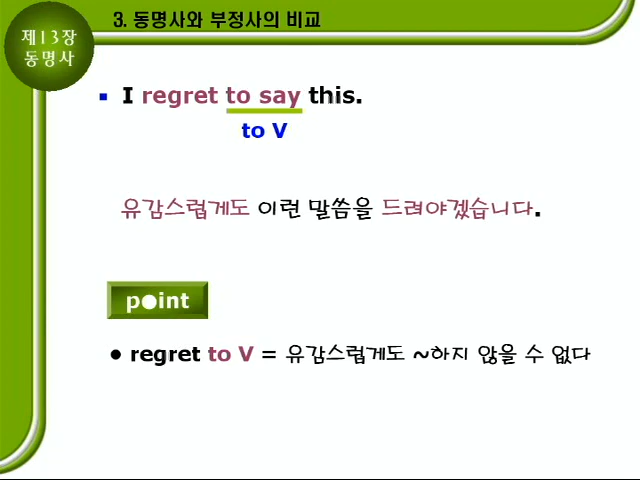 제13장
동명사
3. 동명사와 부정사의 비교
▪ I regret to say this.
to V
유감스럽게도 이런 말씀을 드려야겠습니다.
point
● regret to V = 유감스럽게도 ~하지 않을 수 없다